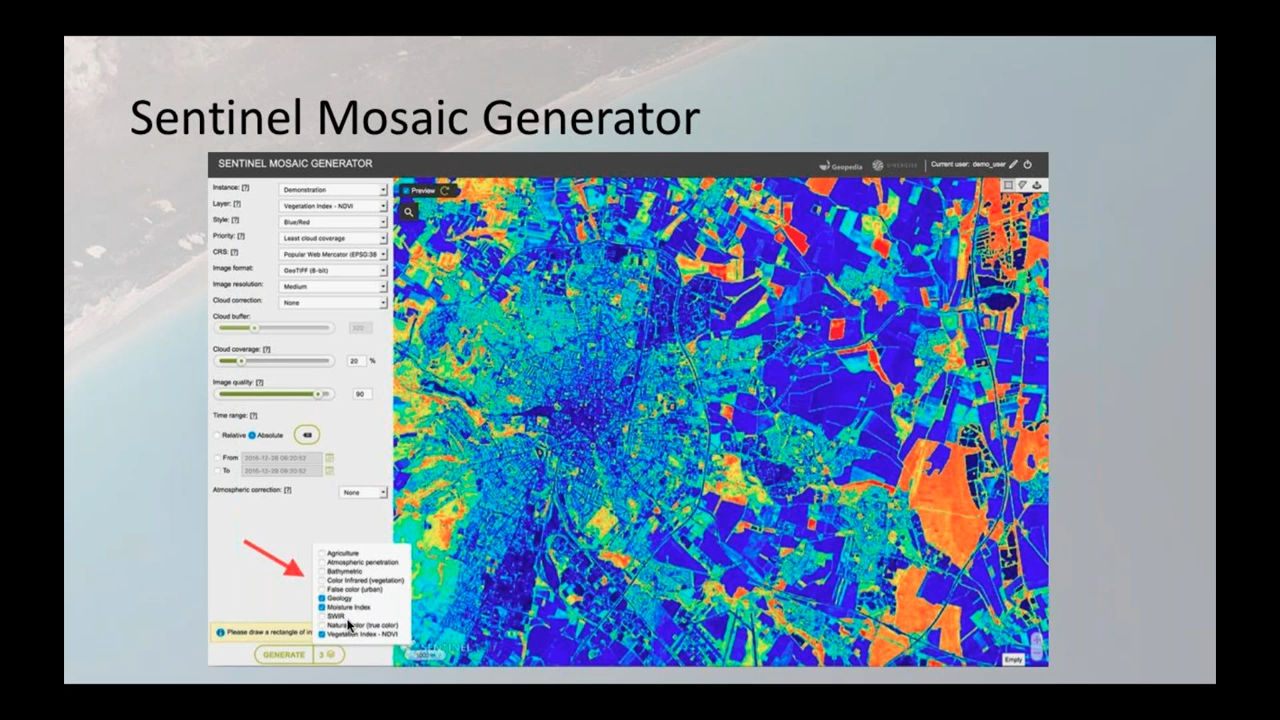 Sentinel Mosaic Generator
SENTINEL MOSAIC GENERATOR
Geopedia
SINERGISE
Current user: demo_user
Instance: [?]
Demonstration
Layer: [?]
Vegetation Index - NDVI
Style: [?]
Blue/Red
Priority: [?]
Least cloud coverage
CRS: [?]
Popular Web Mercator (EPSG:38
Image format:
GeoTIFF (8-bit)
Image resolution:
Medium
Cloud correction:
None
Cloud buffer:
320
Cloud coverage: [?]
20 %
Image quality: [?]
90
Time range: [?]
Relative Absolute
From 2016-12-28 09:20:52
To 2016-12-28 09:20:52
Atmospheric correction: [?]
None
Preview
Agriculture
Atmospheric penetration
Bathymetric
Color Infrared (vegetation)
False color (urban)
Geology
Moisture Index
SWIR
Natural color (true color)
Vegetation Index - NDVI
Please draw a rectangle of in
GENERATE 3
Empty